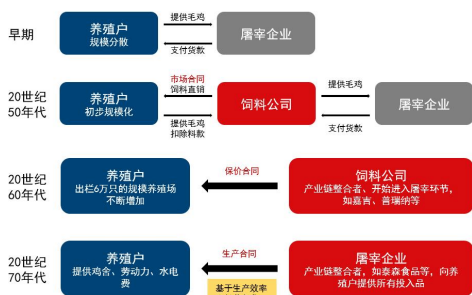 早期
养殖户
规模分散
提供毛鸡
支付货款
屠宰企业
20世纪
50年代
养殖户
初步规模化
市场合同
饲料直销
提供毛鸡
扣除料款
饲料公司
提供毛鸡
支付货款
屠宰企业
20世纪
60年代
养殖户
出栏6万只的规模养殖场
不断增加
保价合同
饲料公司
产业链整合者、开始进入屠宰环节，
如嘉吉、普瑞纳等
20世纪
70年代
养殖户
提供鸡舍、劳动力、水电
费
生产合同
基于生产效率
屠宰企业
产业链整合者，如泰森食品等，向养
殖户提供所有投入品